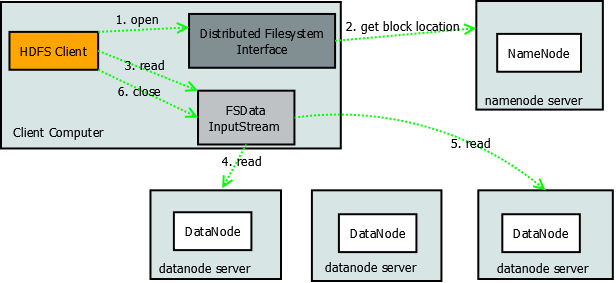 1. open
2. get block location
HDFS Client
Distributed Filesystem
Interface
NameNode
3. read
6. close
namenode server
FSData
InputStream
Client Computer
5. read
4. read
DataNode
DataNode
DataNode
datanode server
datanode server
datanode server